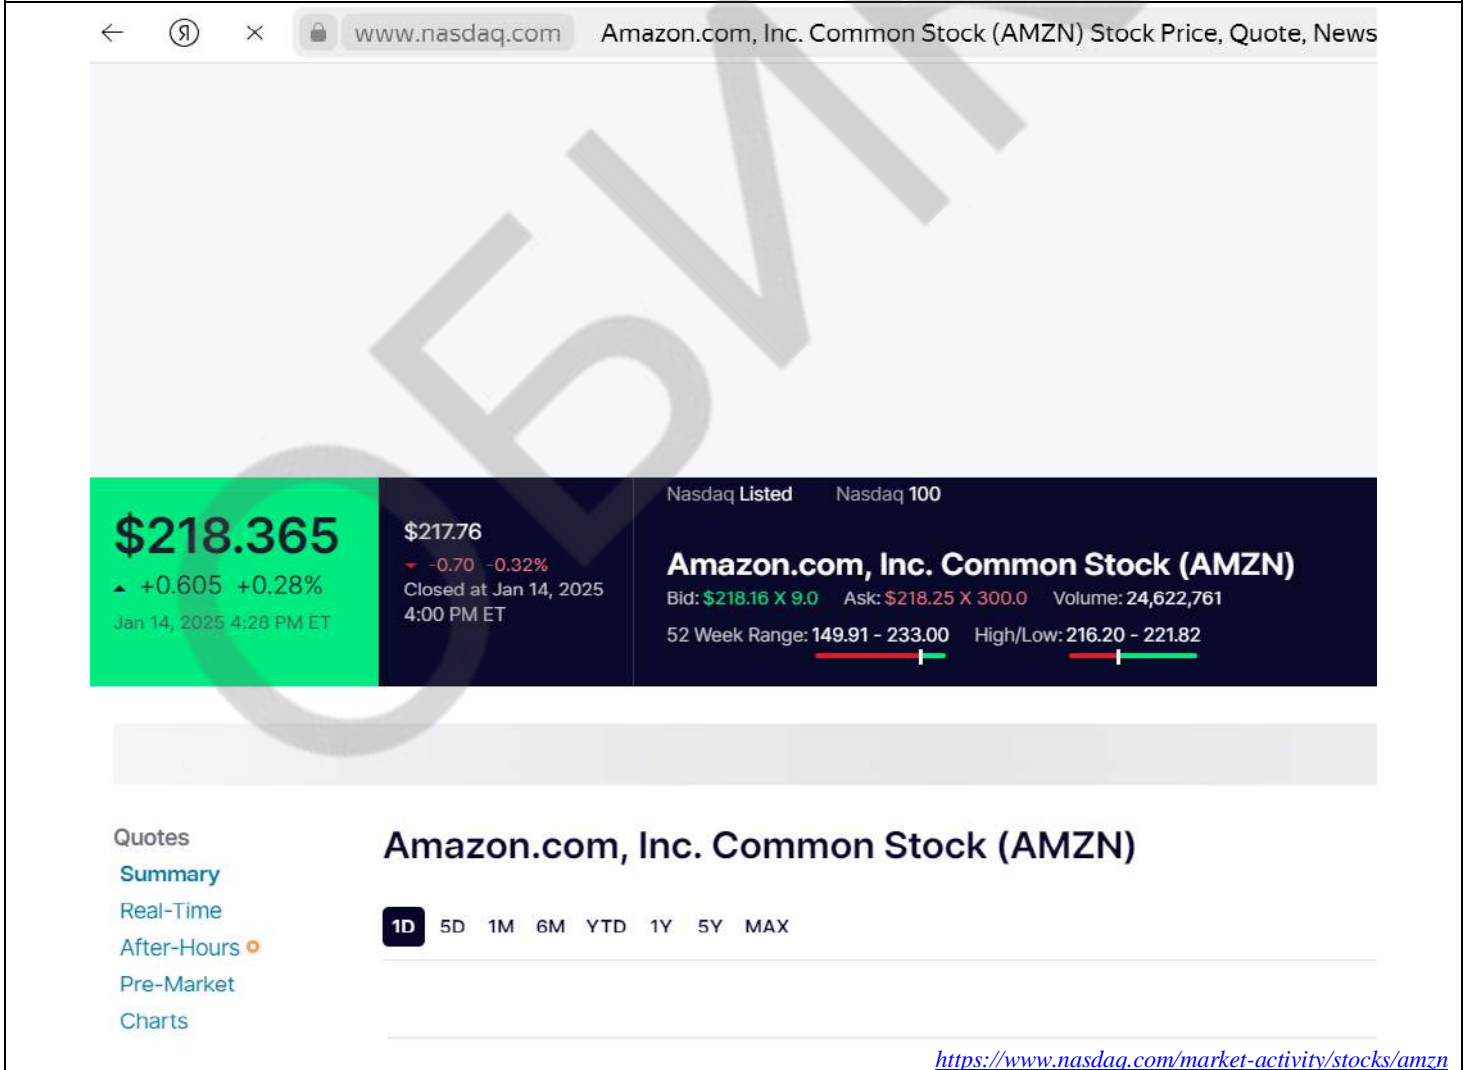 www.nasdaq.com Amazon.com, Inc. Common Stock (AMZN) Stock Price, Quote, News
Nasdaq Listed Nasdaq 100
$218.365
+0.605 +0.28%
Jan 14, 2025 4:28 PM ET
$217.76
-0.70 -0.32%
Closed at Jan 14, 2025
4:00 PM ET
Amazon.com, Inc. Common Stock (AMZN)
Bid: $218.16 X 9.0 Ask: $218.25 X 300.0 Volume: 24,622,761
52 Week Range: 149.91 - 233.00 High/Low: 216.20 - 221.82
Quotes
Summary
Real-Time
After-Hours
Pre-Market
Charts
Amazon.com, Inc. Common Stock (AMZN)
1D 5D 1M 6M YTD 1Y 5Y MAX
https://www.nasdaq.com/market-activity/stocks/amzn